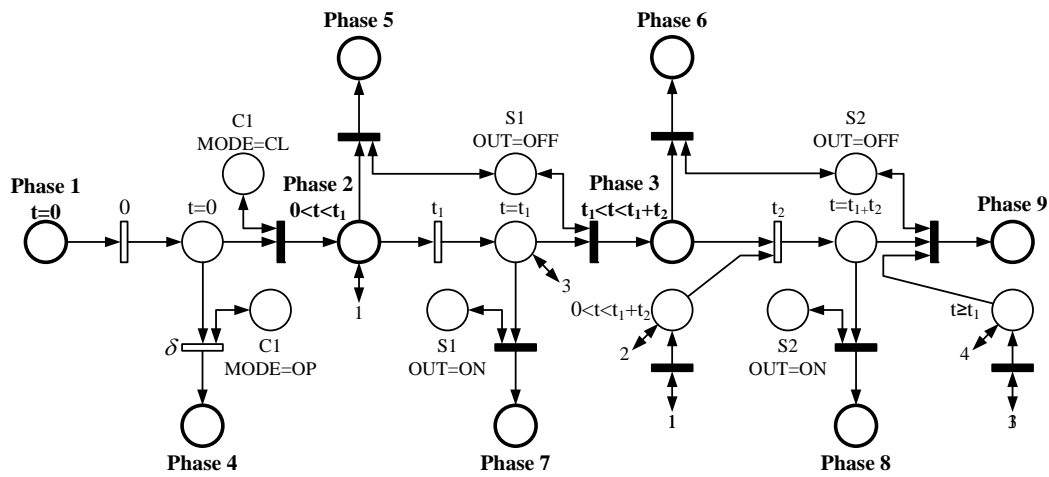 Phase 5
Phase 6
C1
MODE=CL
S1
OUT=OFF
S2
OUT=OFF
Phase 1
t=0
0
t=0
Phase 2
0<t<t1
t1
t=t1
Phase 3
t1<t<t1+t2
t2
t=t1+t2
Phase 9
1
3
0<t<t1+t2
2
t≥t1
4
δ
C1
MODE=OP
S1
OUT=ON
S2
OUT=ON
1
Phase 4
Phase 7
Phase 8